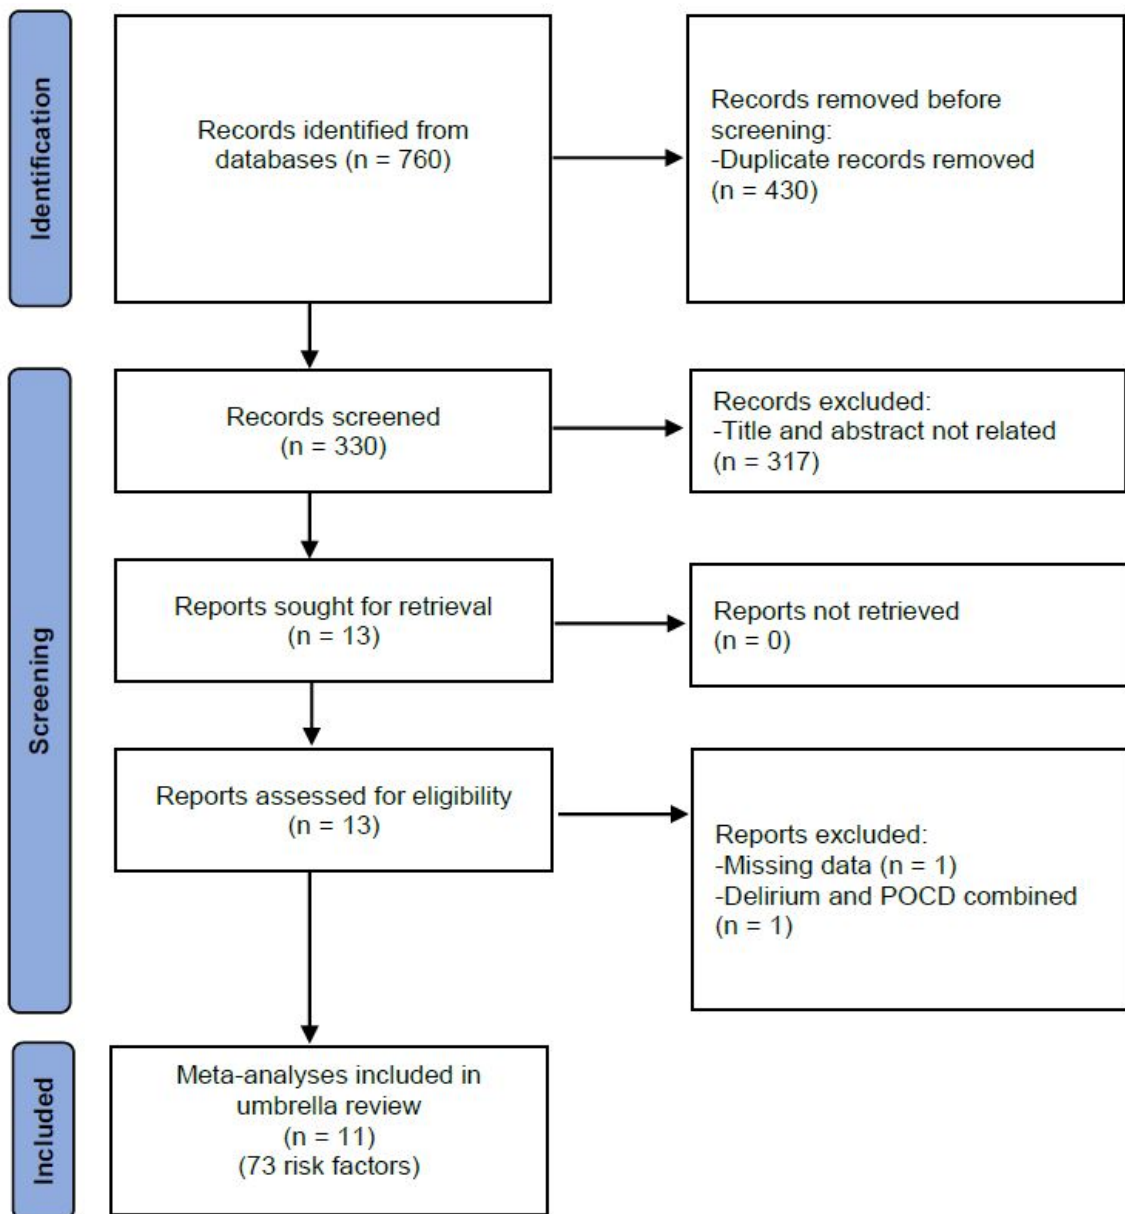 Identification
Records identified from
databases (n = 760)
Records removed before
screening:
-Duplicate records removed
(n = 430)
Screening
Records screened
(n = 330)
Records excluded:
-Title and abstract not related
(n = 317)
Reports sought for retrieval
(n = 13)
Reports not retrieved
(n = 0)
Reports assessed for eligibility
(n = 13)
Reports excluded:
-Missing data (n = 1)
-Delirium and POCD combined
(n = 1)
Included
Meta-analyses included in
umbrella review
(n = 11)
(73 risk factors)